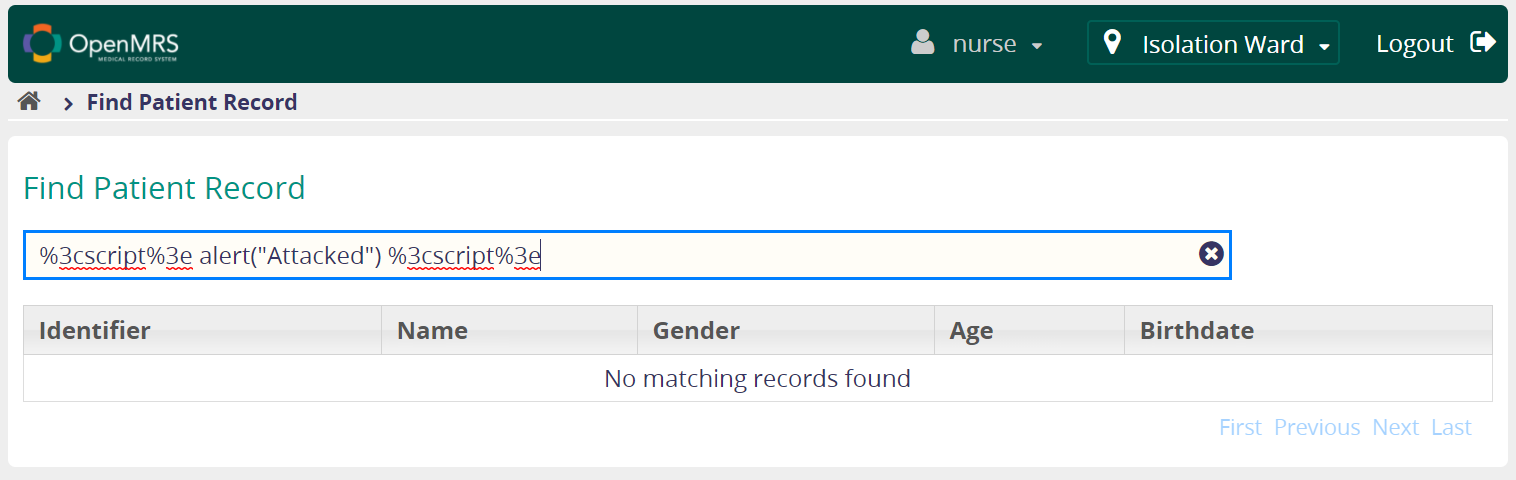 OpenMRS
MEDICAL RECORD SYSTEM
nurse
Isolation Ward
Logout
Find Patient Record
Find Patient Record
%3cscript%3e alert("Attacked") %3cscript%3e
Identifier Name Gender Age Birthdate
No matching records found
First Previous Next Last